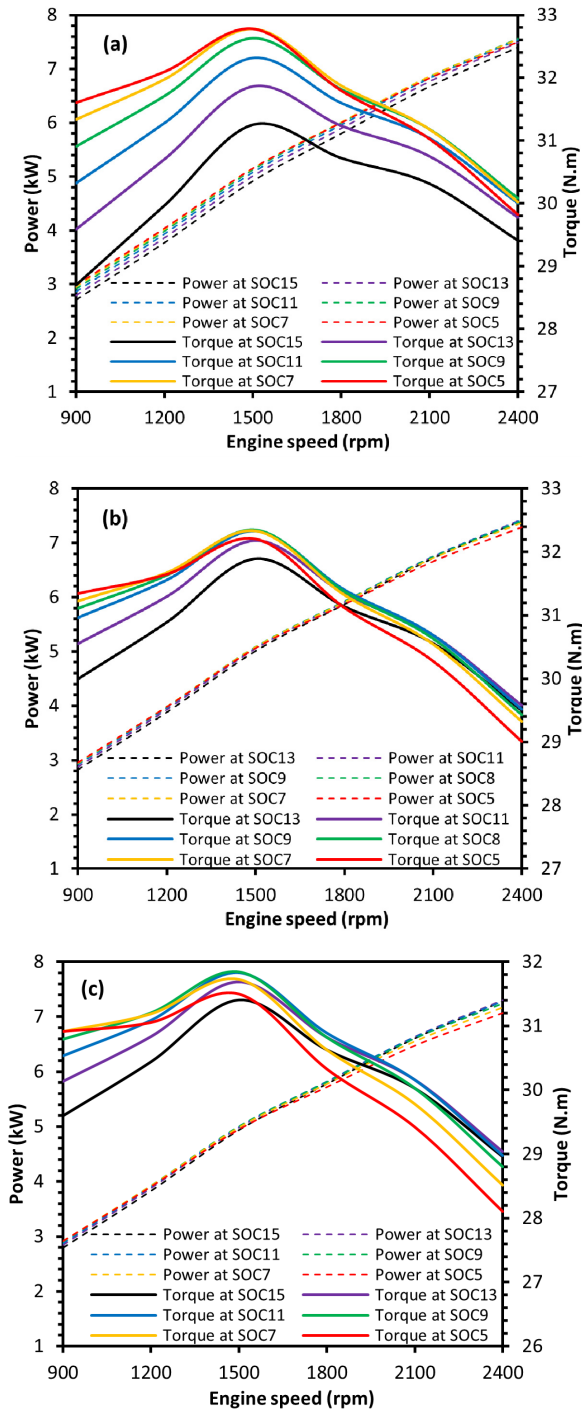 (a)
8
7
6
5
4
3
2
1
Power (kW)
33
32
31
30
29
28
27
Torque (N.m)
Power at SOC15 Power at SOC13
Power at SOC11 Power at SOC9
Power at SOC7 Power at SOC5
Torque at SOC15 Torque at SOC13
Torque at SOC11 Torque at SOC9
Torque at SOC7 Torque at SOC5
900 1200 1500 1800 2100 2400
Engine speed (rpm)
(b)
8
7
6
5
4
3
2
1
Power (kW)
33
32
31
30
29
28
27
Torque (N.m)
Power at SOC13 Power at SOC11
Power at SOC9 Power at SOC8
Power at SOC7 Power at SOC5
Torque at SOC13 Torque at SOC11
Torque at SOC9 Torque at SOC8
Torque at SOC7 Torque at SOC5
900 1200 1500 1800 2100 2400
Engine speed (rpm)
(c)
8
7
6
5
4
3
2
1
Power (kW)
32
31
30
29
28
27
26
Torque (N.m)
Power at SOC15 Power at SOC13
Power at SOC11 Power at SOC9
Power at SOC7 Power at SOC5
Torque at SOC15 Torque at SOC13
Torque at SOC11 Torque at SOC9
Torque at SOC7 Torque at SOC5
900 1200 1500 1800 2100 2400
Engine speed (rpm)